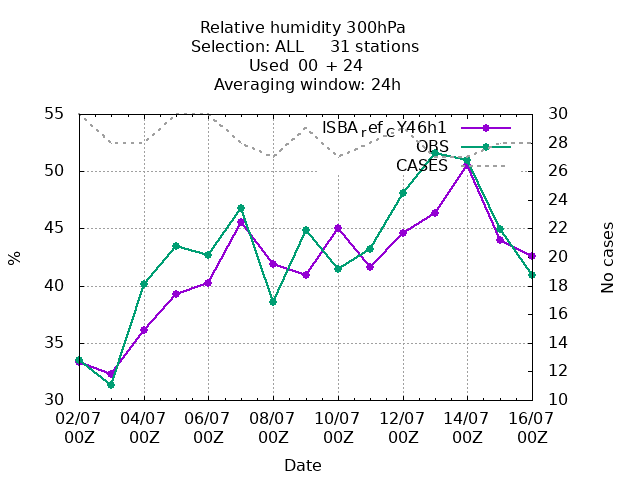 Relative humidity 300hPa
Selection: ALL 31 stations
Used 00 + 24
Averaging window: 24h
ISBA_ref_CY46h1
OBS
CASES
55
50
45
40
35
30
%
30
28
26
24
22
20
18
16
14
12
10
No cases
02/07 04/07 06/07 08/07 10/07 12/07 14/07 16/07
00Z 00Z 00Z 00Z 00Z 00Z 00Z 00Z
Date